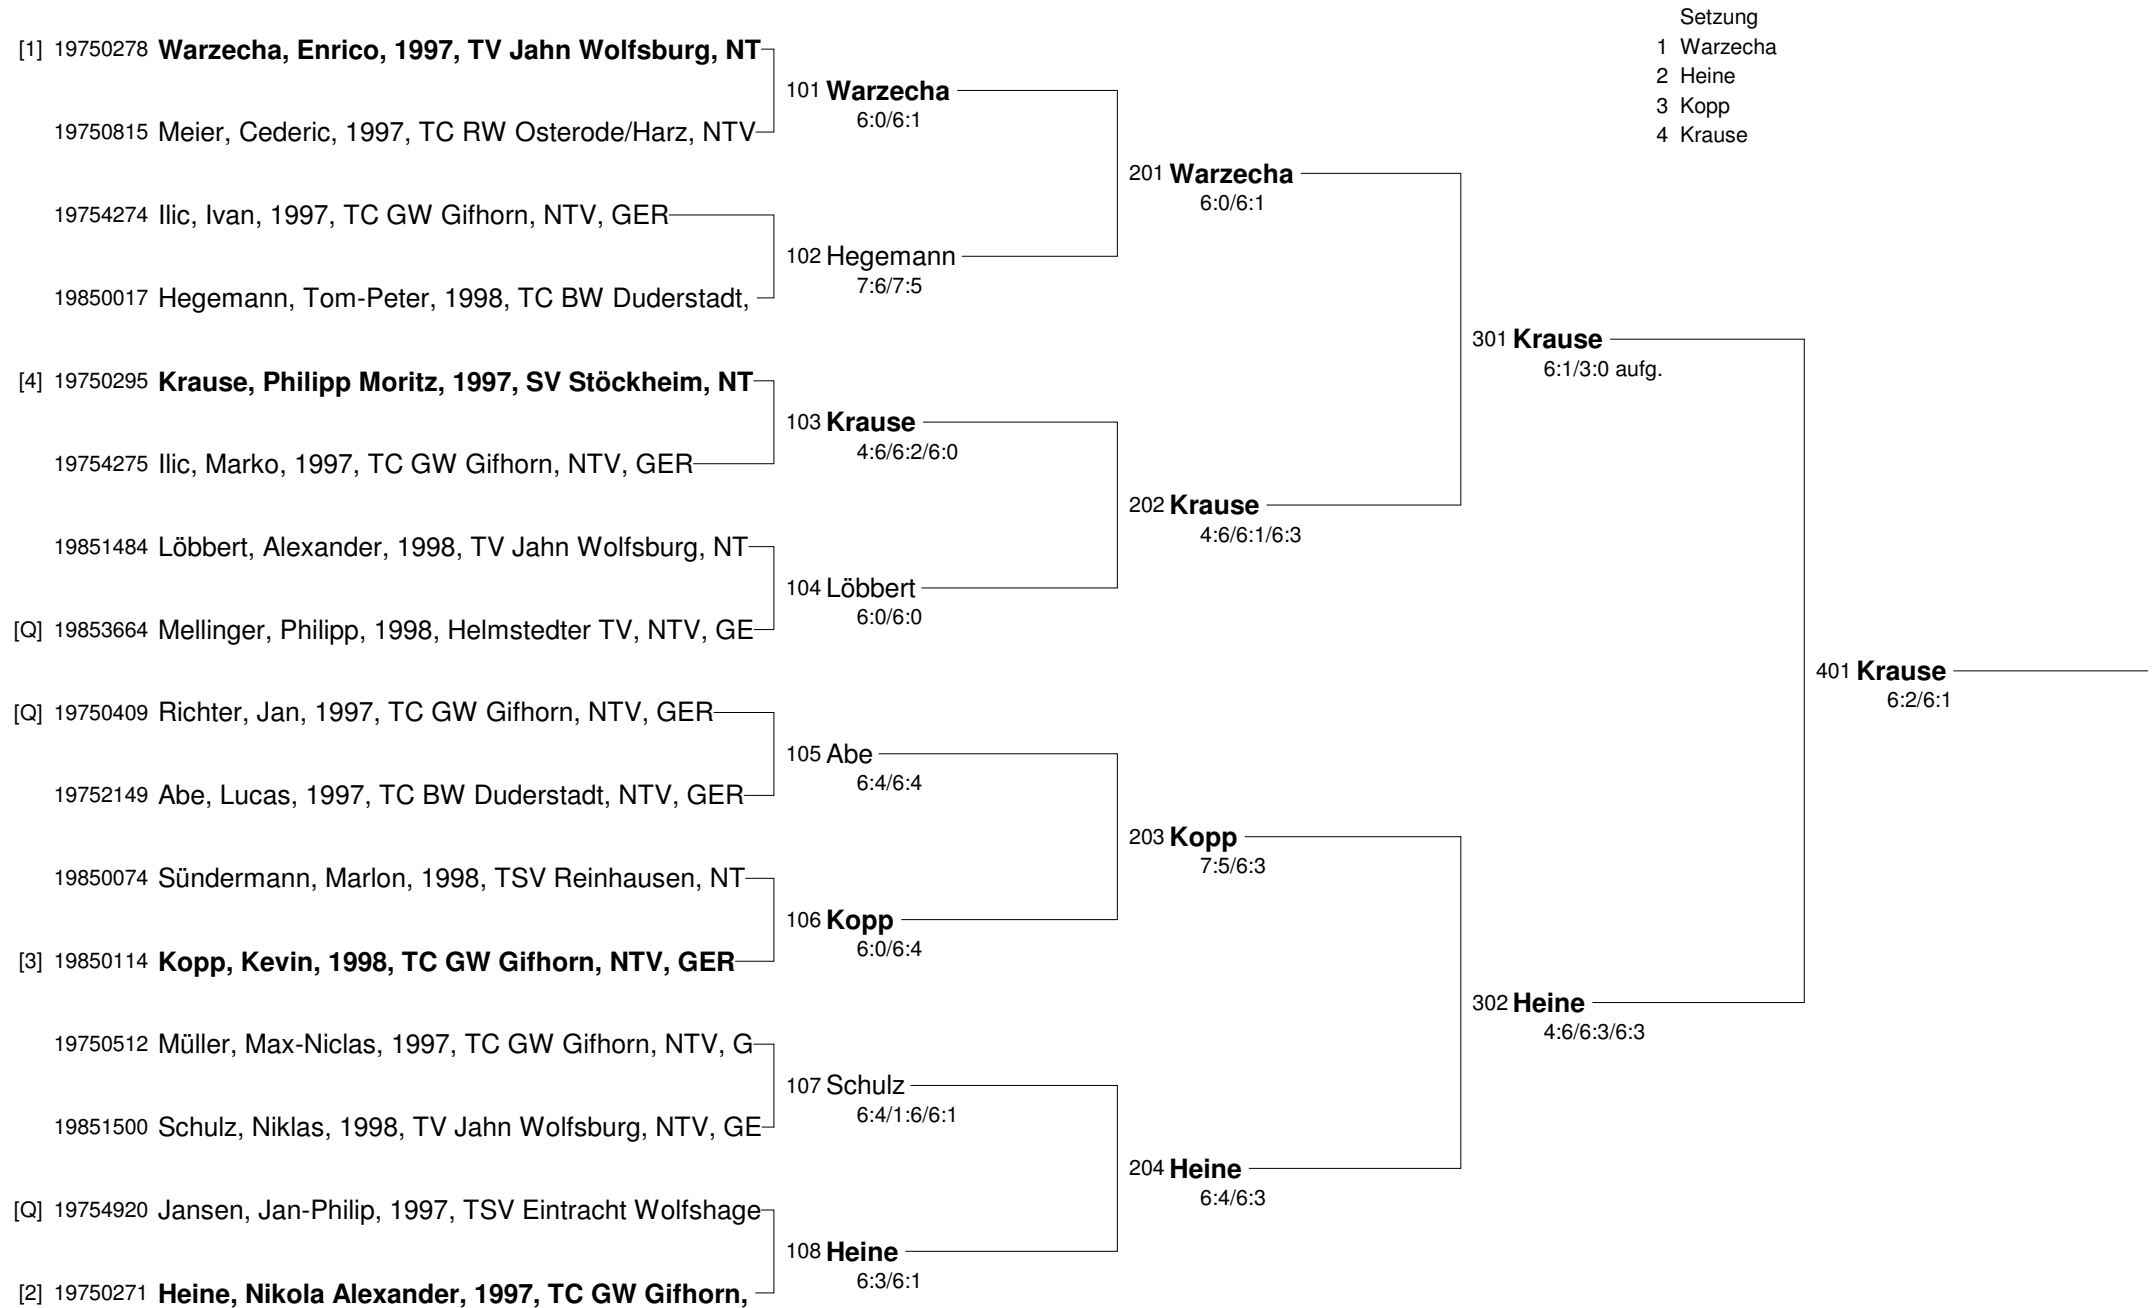 Setzung
1 Warzecha
2 Heine
3 Kopp
4 Krause
[1] 19750278 Warzecha, Enrico, 1997, TV Jahn Wolfsburg, NT
19750815 Meier, Cederic, 1997, TC RW Osterode/Harz, NTV
19754274 Ilic, Ivan, 1997, TC GW Gifhorn, NTV, GER
19850017 Hegemann, Tom-Peter, 1998, TC BW Duderstadt,
[4] 19750295 Krause, Philipp Moritz, 1997, SV Stöckheim, NT
19754275 Ilic, Marko, 1997, TC GW Gifhorn, NTV, GER
19851484 Löbbert, Alexander, 1998, TV Jahn Wolfsburg, NT
[Q] 19853664 Mellinger, Philipp, 1998, Helmstedter TV, NTV, GE
[Q] 19750409 Richter, Jan, 1997, TC GW Gifhorn, NTV, GER
19752149 Abe, Lucas, 1997, TC BW Duderstadt, NTV, GER
19850074 Sündermann, Marlon, 1998, TSV Reinhausen, NT
[3] 19850114 Kopp, Kevin, 1998, TC GW Gifhorn, NTV, GER
19750512 Müller, Max-Niclas, 1997, TC GW Gifhorn, NTV, G
19851500 Schulz, Niklas, 1998, TV Jahn Wolfsburg, NTV, GE
[Q] 19754920 Jansen, Jan-Philip, 1997, TSV Eintracht Wolfshage
[2] 19750271 Heine, Nikola Alexander, 1997, TC GW Gifhorn,
101 Warzecha
6:0/6:1
102 Hegemann
7:6/7:5
103 Krause
4:6/6:2/6:0
104 Löbbert
6:0/6:0
105 Abe
6:4/6:4
106 Kopp
6:0/6:4
107 Schulz
6:4/1:6/6:1
108 Heine
6:3/6:1
201 Warzecha
6:0/6:1
202 Krause
4:6/6:1/6:3
203 Kopp
7:5/6:3
204 Heine
6:4/6:3
301 Krause
6:1/3:0 aufg.
302 Heine
4:6/6:3/6:3
401 Krause
6:2/6:1